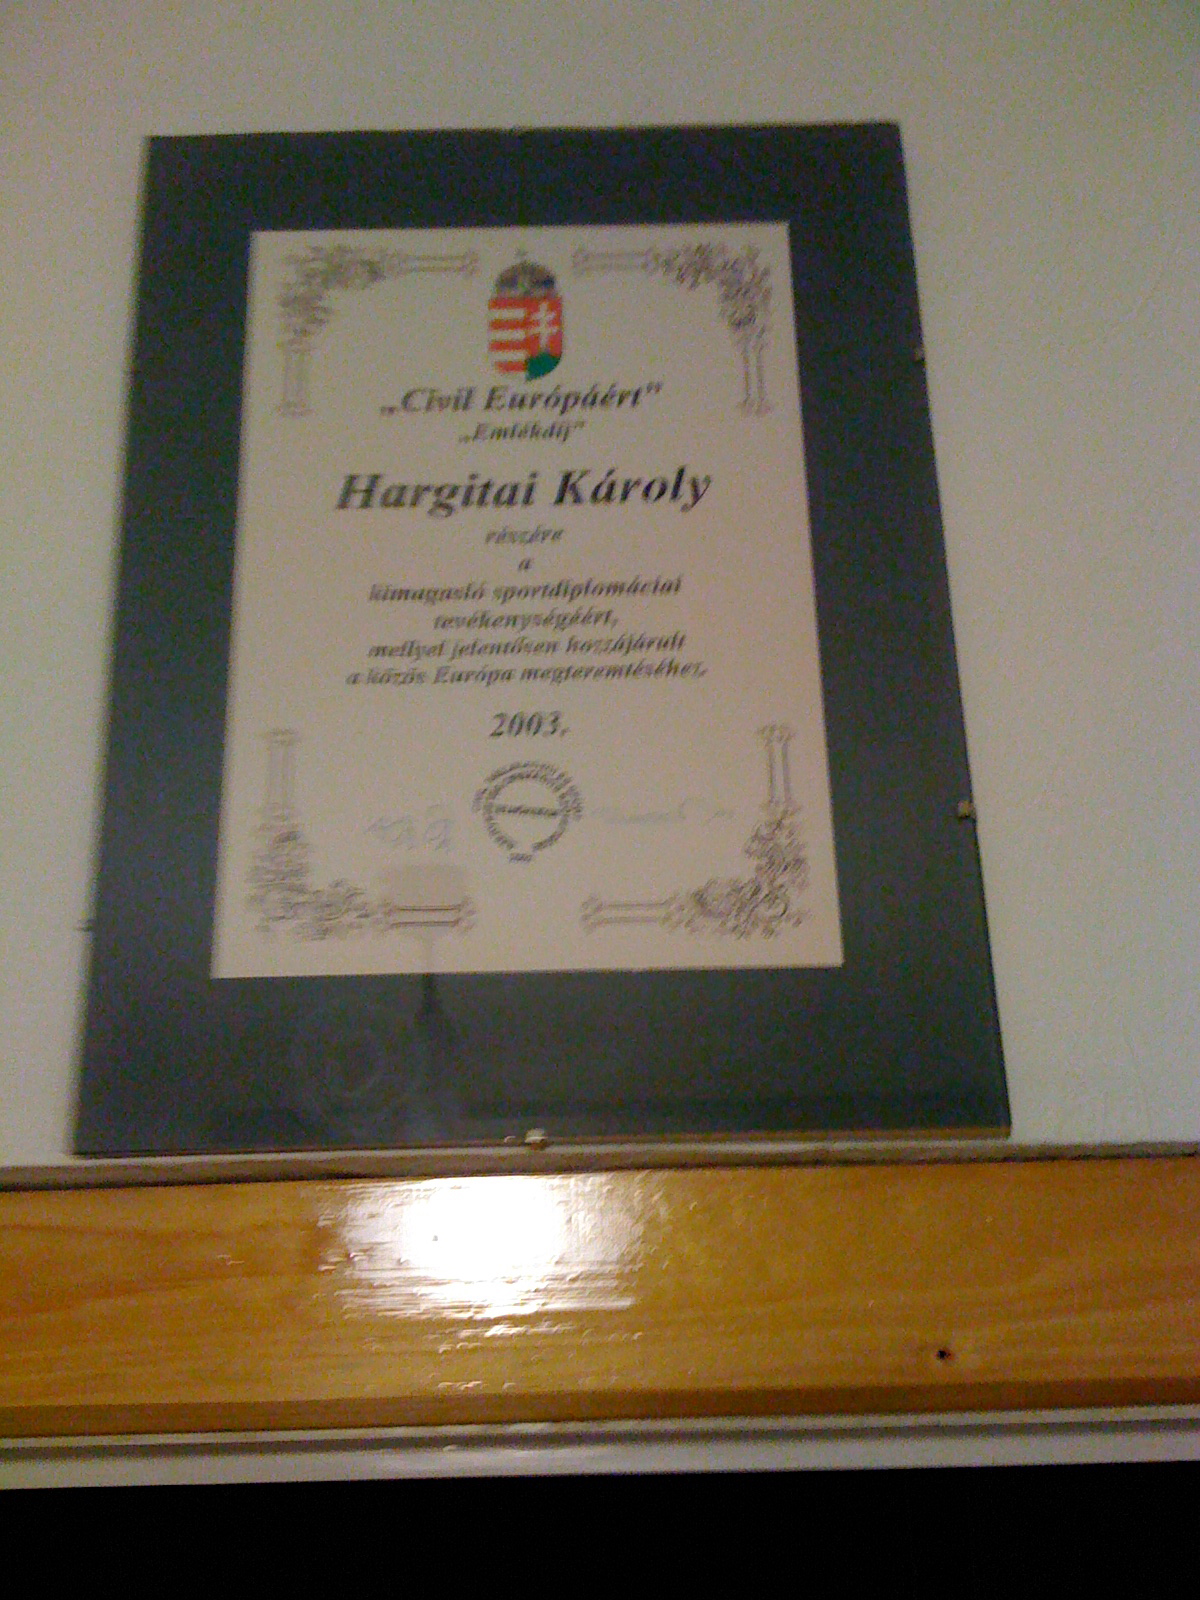 „Civil Európáért"
„Emlékdíj"
Hargitai Károly
részére
a
kimagasló sportdiplomáciai
tevékenységéért,
mellyel jelentősen hozzájárult
a közös Európa megteremtéséhez.
2003.